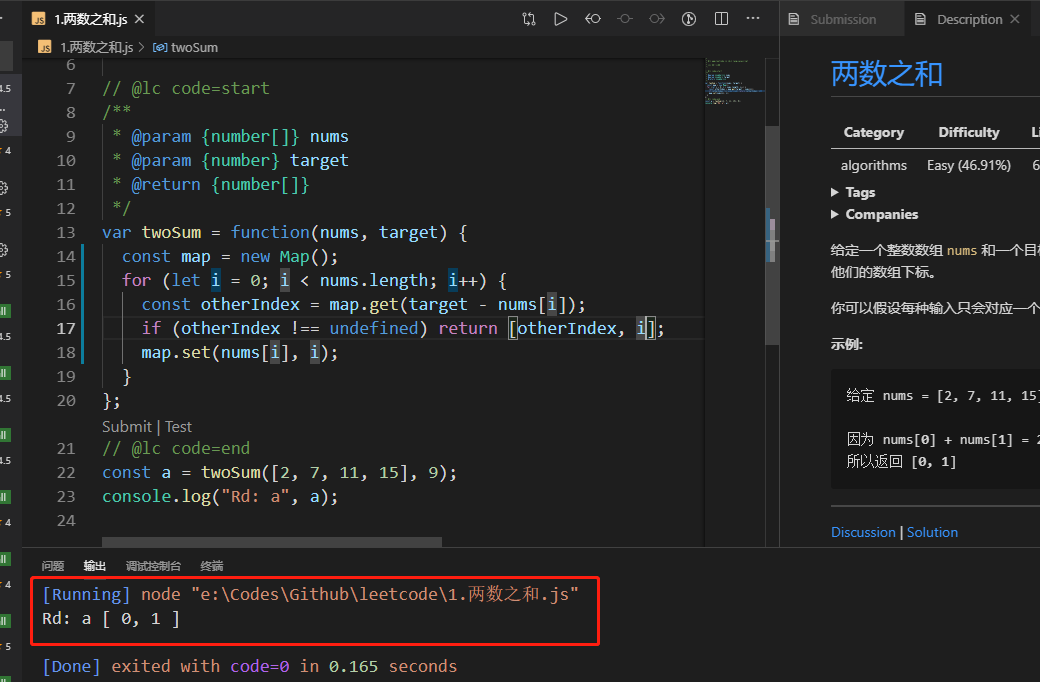 1.两数之和.js
Submission
Description
1.两数之和.js > twoSum
6
7 // @lc code=start
8 /**
9 * @param {number[]} nums
10 * @param {number} target
11 * @return {number[]}
12 */
13 var twoSum = function(nums, target) {
14 const map = new Map();
15 for (let i = 0; i < nums.length; i++) {
16 const otherIndex = map.get(target - nums[i]);
17 if (otherIndex !== undefined) return [otherIndex, i];
18 map.set(nums[i], i);
19 }
20 };
Submit | Test
21 // @lc code=end
22 const a = twoSum([2, 7, 11, 15], 9);
23 console.log("Rd: a", a);
24
两数之和
Category Difficulty
algorithms Easy (46.91%)
Tags
Companies
给定一个整数数组 nums 和一个目
他们的数组下标。
你可以假设每种输入只会对应一个
示例:
给定 nums = [2, 7, 11, 15]
因为 nums[0] + nums[1] = 2
所以返回 [0, 1]
Discussion | Solution
问题 输出 调试控制台 终端
[Running] node "e:\Codes\Github\leetcode\1.两数之和.js"
Rd: a [ 0, 1 ]
[Done] exited with code=0 in 0.165 seconds